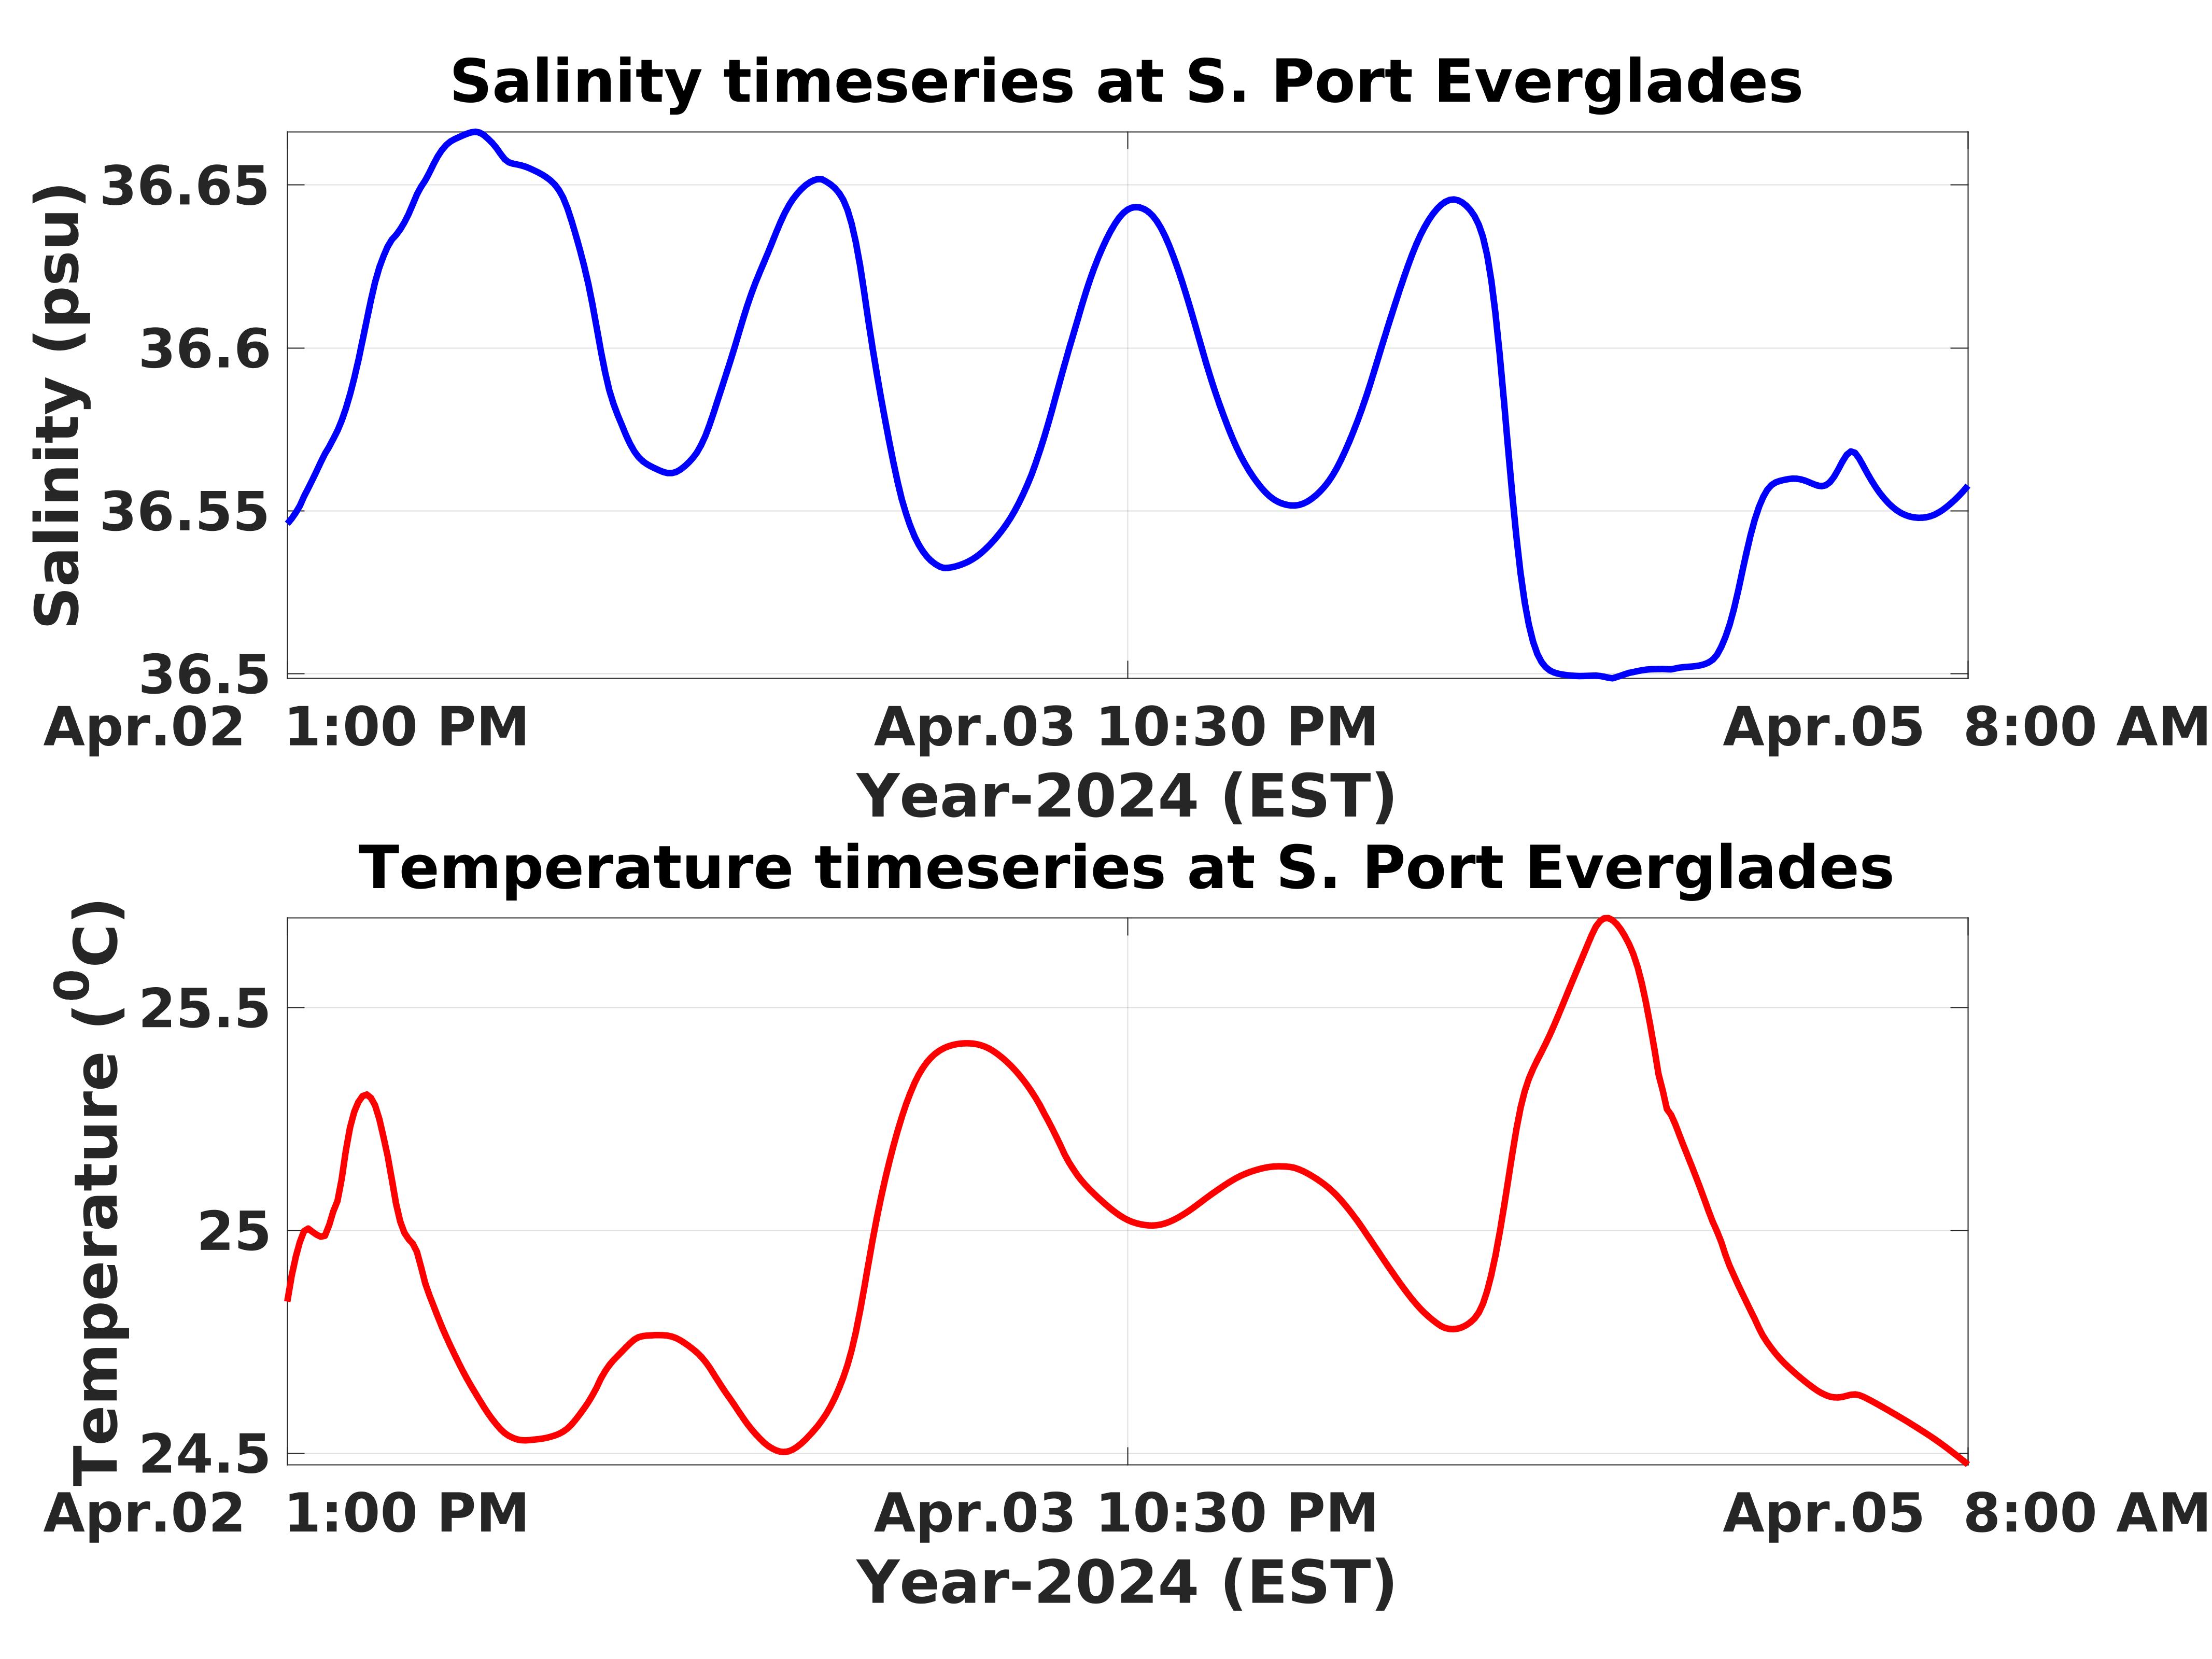 Salinity timeseries at S. Port Everglades
Salinity (psu)
36.65
36.6
36.55
36.5
Apr.02  1:00 PM
Apr.03 10:30 PM
Apr.05  8:00 AM
Year-2024 (EST)
Temperature timeseries at S. Port Everglades
Temperature (⁰C)
25.5
25
24.5
Apr.02  1:00 PM
Apr.03 10:30 PM
Apr.05  8:00 AM
Year-2024 (EST)